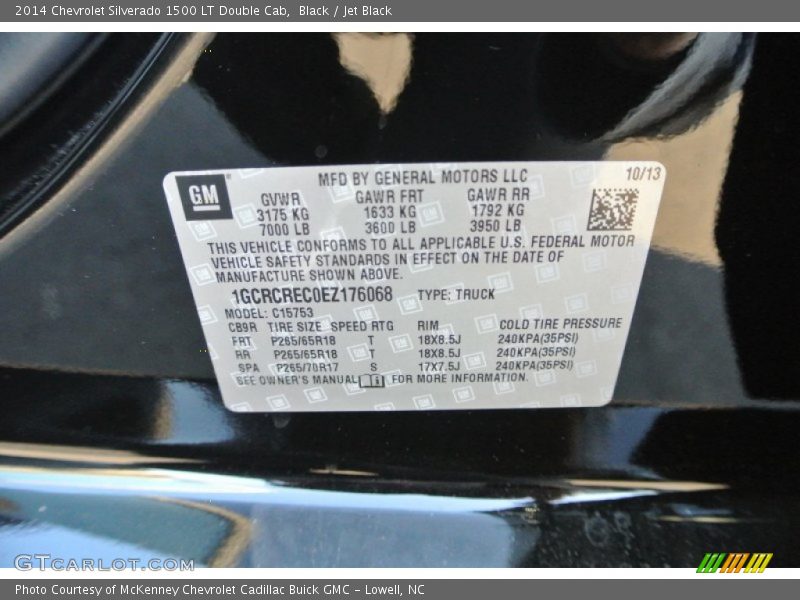 2014 Chevrolet Silverado 1500 LT Double Cab, Black / Jet Black
MFD BY GENERAL MOTORS LLC 10/13
GM
GVWR GAWR FRT GAWR RR
3175 KG 1633 KG 1792 KG
7000 LB 3600 LB 3950 LB
THIS VEHICLE CONFORMS TO ALL APPLICABLE U.S. FEDERAL MOTOR
VEHICLE SAFETY STANDARDS IN EFFECT ON THE DATE OF
MANUFACTURE SHOWN ABOVE.
1GCRCREC0EZ176068 TYPE: TRUCK
MODEL: C15753
CB9R TIRE SIZE SPEED RTG RIM COLD TIRE PRESSURE
FRT P265/65R18 T 18X8.5J 240KPA(35PSI)
RR P265/65R18 T 18X8.5J 240KPA(35PSI)
SPA P265/70R17 S 17X7.5J 240KPA(35PSI)
SEE OWNER'S MANUAL FOR MORE INFORMATION.
GTcarlot.com
Photo Courtesy of McKenney Chevrolet Cadillac Buick GMC - Lowell, NC